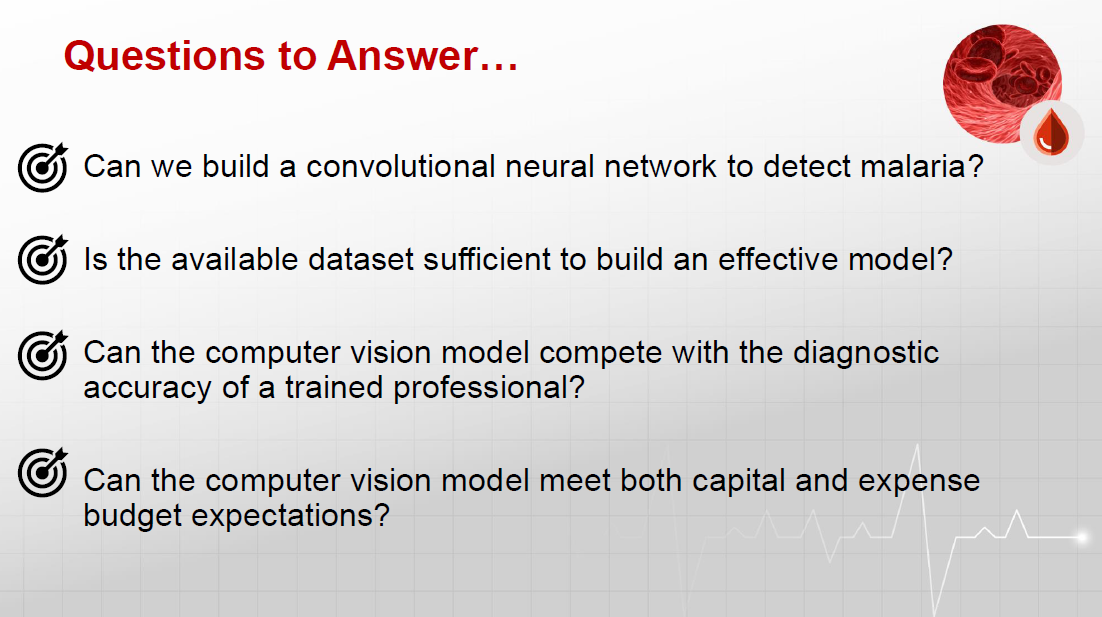 Questions to Answer…
Can we build a convolutional neural network to detect malaria?
Is the available dataset sufficient to build an effective model?
Can the computer vision model compete with the diagnostic
accuracy of a trained professional?
Can the computer vision model meet both capital and expense
budget expectations?